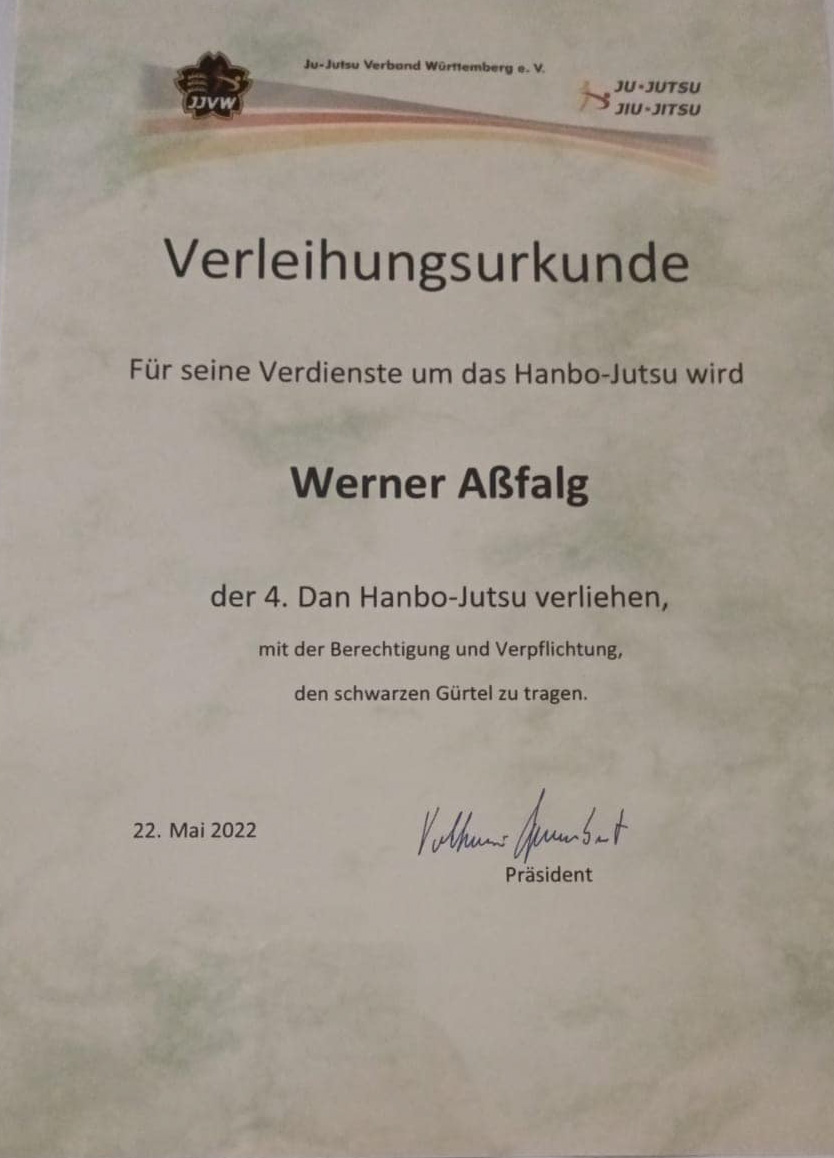 Ju-Jutsu Verband Württemberg e. V.
JJVW
JU-JUTSU
JIU-JITSU
Verleihungsurkunde
Für seine Verdienste um das Hanbo-Jutsu wird
Werner Aßfalg
der 4. Dan Hanbo-Jutsu verliehen,
mit der Berechtigung und Verpflichtung,
den schwarzen Gürtel zu tragen.
22. Mai 2022
Präsident